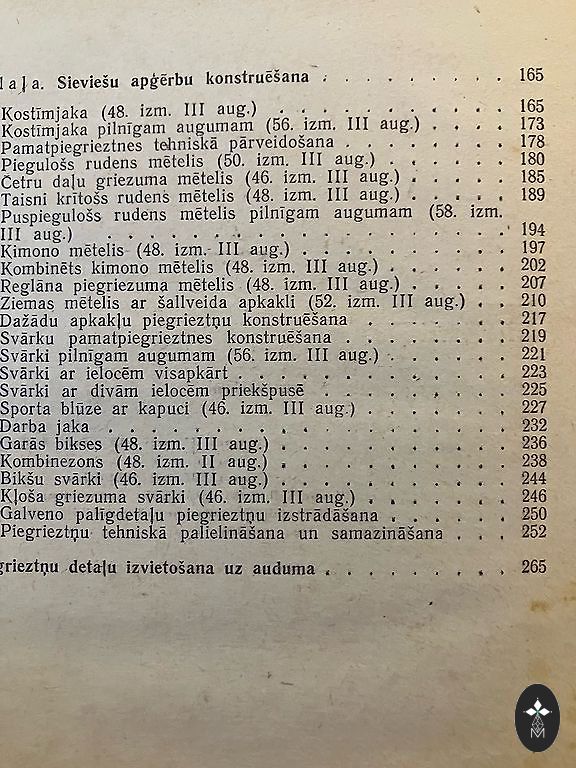 daļa. Sieviešu apģērbu konstruēšana . . . . . . . . . 165
Kostīmjaka (48. izm. III aug.) . . . . . . . . . . 165
Kostīmjaka pilnīgam augumam (56. izm. III aug.) . . . . 173
Pamatpiegrieztnes tehniskā pārveidošana . . . . . . . 178
Piegulošs rudens mētelis (50. izm. III aug.) . . . . . . 180
Četru daļu griezuma mētelis (46. izm. III aug.) . . . . . 185
Taisni krītošs rudens mētelis (48. izm. III aug.) . . . . . 189
Puspiegulošs rudens mētelis pilnīgam augumam (58. izm.
III aug.) . . . . . . . . . . . . . . . . . 194
Kimono mētelis (48. izm. III aug.) . . . . . . . . . 197
Kombinēts kimono mētelis (48. izm. III aug.) . . . . . . 202
Reglāna piegriezuma mētelis (48. izm. III aug.) . . . . . 207
Ziemas mētelis ar šallveida apkakli (52. izm. III aug.) . . 210
Dažādu apkakļu piegrieztņu konstruēšana . . . . . . 217
Svārku pamatpiegrieztnes konstruēšana . . . . . . . . 219
Svārki pilnīgam augumam (56. izm. III aug.) . . . . . . 221
Svārki ar ielocēm visapkārt . . . . . . . . . . . . 223
Svārki ar divām ielocēm priekšpusē . . . . . . . . . 225
Sporta blūze ar kapuci (46. izm. III aug.) . . . . . . . 227
Darba jaka . . . . . . . . . . . . . . . . . 232
Garās bikses (48. izm. III aug.) . . . . . . . . . . 236
Kombinezons (48. izm. II aug.) . . . . . . . . . . 238
Bikšu svārki (46. izm. III aug.) . . . . . . . . . . 244
Kļoša griezuma svārki (46. izm. III aug.) . . . . . . . 246
Galveno palīgdetaļu piegrieztņu izstrādāšana . . . . . . 250
Piegrieztņu tehniskā palielināšana un samazināšana . . . 252
grieztņu detaļu izvietošana uz auduma . . . . . . . . . 265
M